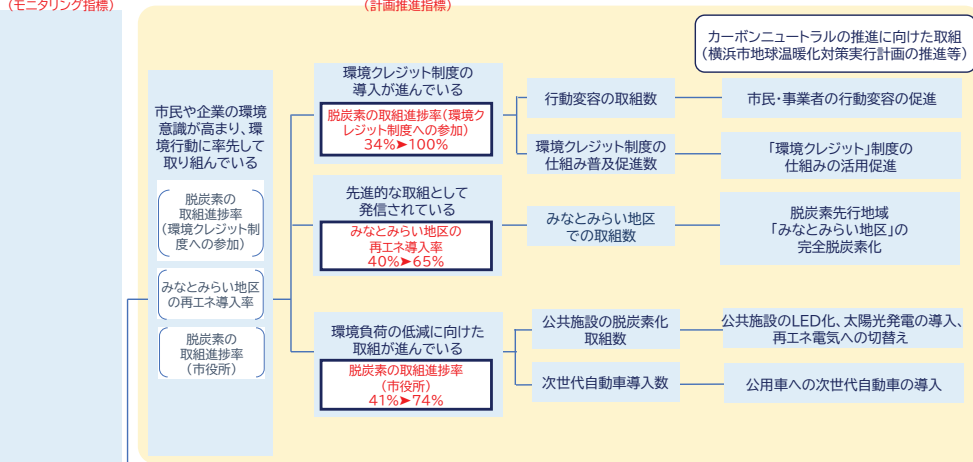 (モニタリング指標)
(計画推進指標)
カーボンニュートラルの推進に向けた取組
(横浜市地球温暖化対策実行計画の推進等)
市民や企業の環境
意識が高まり、環
境行動に率先して
取り組んでいる
脱炭素の
取組進捗率
(環境クレジット制
度への参加)
みなとみらい地区
の再エネ導入率
脱炭素の
取組進捗率
(市役所)
環境クレジット制度の
導入が進んでいる
脱炭素の取組進捗率(環境ク
レジット制度への参加)
34%➤100%
行動変容の取組数
市民・事業者の行動変容の促進
環境クレジット制度の
仕組み普及促進数
「環境クレジット」制度の
仕組みの活用促進
先進的な取組として
発信されている
みなとみらい地区の
再エネ導入率
40%➤65%
みなとみらい地区
での取組数
脱炭素先行地域
「みなとみらい地区」の
完全脱炭素化
環境負荷の低減に向けた
取組が進んでいる
脱炭素の取組進捗率
(市役所)
41%➤74%
公共施設の脱炭素化
取組数
公共施設のLED化、太陽光発電の導入、
再エネ電気への切替え
次世代自動車導入数
公用車への次世代自動車の導入